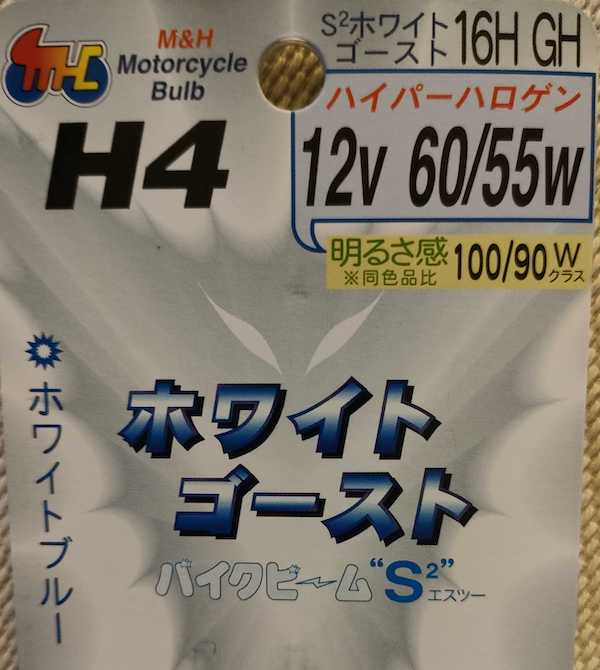 MHC
M&H
Motorcycle
Bulb
H4
S²ホワイト
ゴースト 16H GH
ハイパーハロゲン
12v 60/55w
明るさ感 100/90 W
※同色品比 クラス
ホワイトブルー
ホワイト
ゴースト
バイクビーム “S²”
エスツー